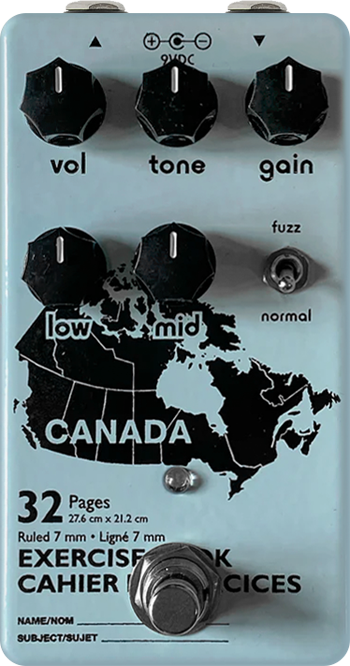 9VDC
vol tone gain
fuzz
low mid
normal
CANADA
32 Pages
27.6 cm x 21.2 cm
Ruled 7 mm • Ligné 7 mm
EXERCISE
CAHIER
NAME/NOM
SUBJECT/SUJET